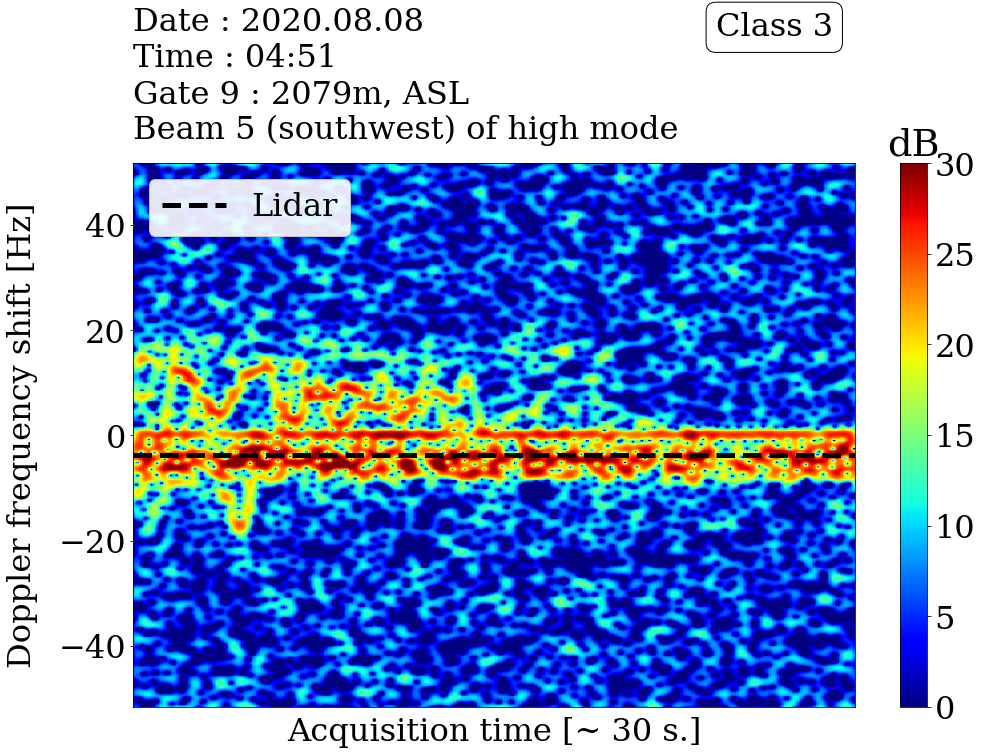 Date : 2020.08.08
Time : 04:51
Gate 9 : 2079m, ASL
Beam 5 (southwest) of high mode
Class 3
dB
Lidar
Doppler frequency shift [Hz]
40
20
0
−20
−40
30
25
20
15
10
5
0
Acquisition time [~ 30 s.]